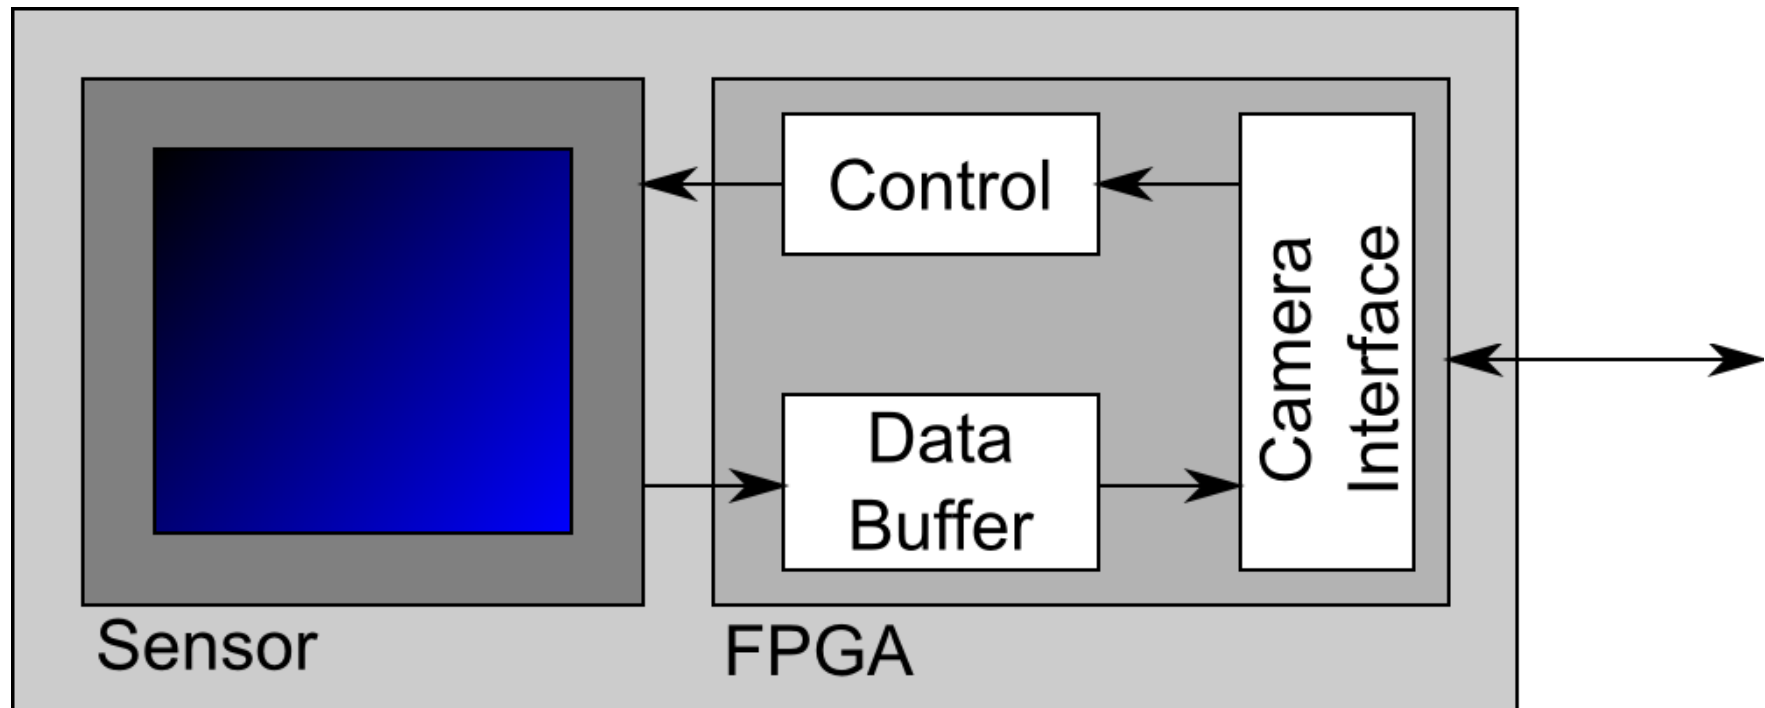 Control
Camera
Interface
Data
Buffer
Sensor
FPGA